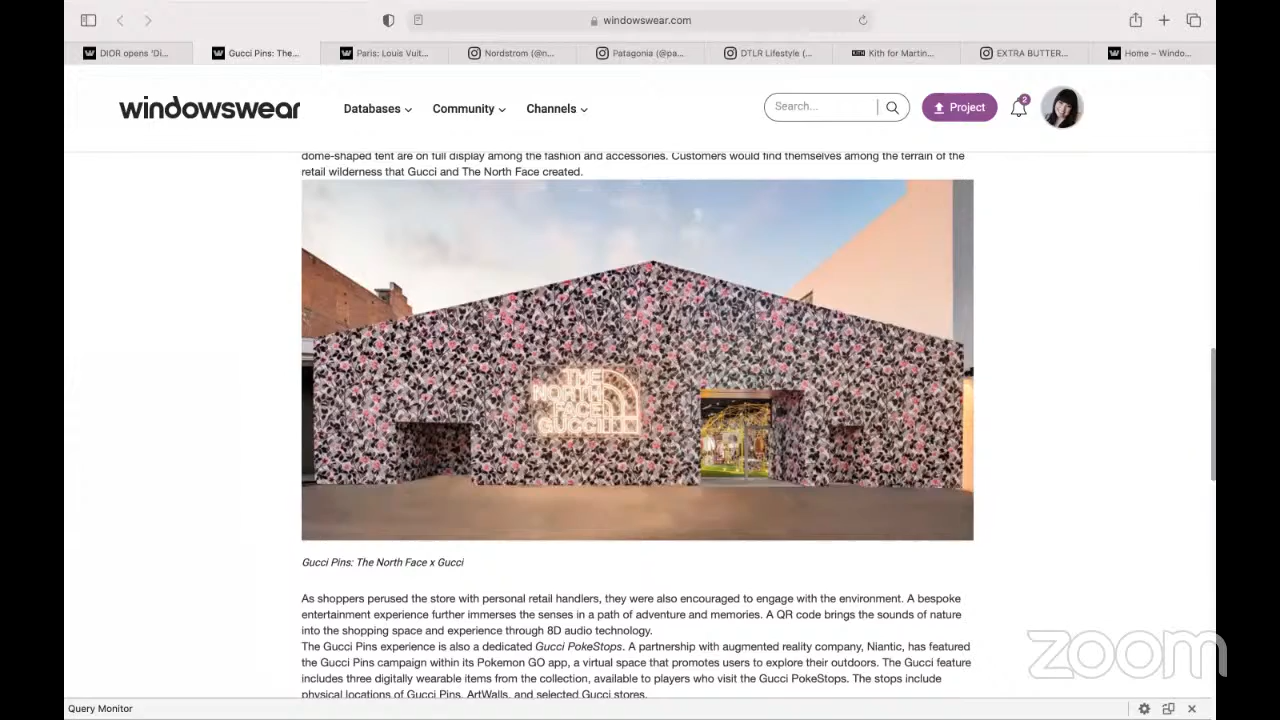 windowswear.com
DIOR opens 'Di...
Gucci Pins: The...
Paris: Louis Vuit...
Nordstrom (@n...
Patagonia (@pa...
DTLR Lifestyle (...
Kith for Martin...
EXTRA BUTTER...
Home – Windo...
windowswear
Databases
Community
Channels
Search...
Project
2
dome-shaped tent are on full display among the fashion and accessories. Customers would find themselves among the terrain of the
retail wilderness that Gucci and The North Face created.
THE
NORTH
FACE
GUCCI
Gucci Pins: The North Face x Gucci
As shoppers perused the store with personal retail handlers, they were also encouraged to engage with the environment. A bespoke
entertainment experience further immerses the senses in a path of adventure and memories. A QR code brings the sounds of nature
into the shopping space and experience through 8D audio technology.
The Gucci Pins experience is also a dedicated Gucci PokeStops. A partnership with augmented reality company, Niantic, has featured
the Gucci Pins campaign within its Pokemon GO app, a virtual space that promotes users to explore their outdoors. The Gucci feature
includes three digitally wearable items from the collection, available to players who visit the Gucci PokeStops. The stops include
physical locations of Gucci Pins, ArtWalls, and selected Gucci stores.
zoom
Query Monitor